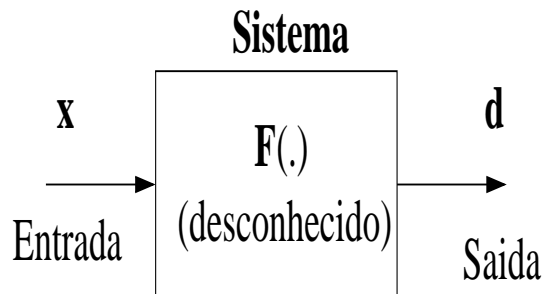 Sistema
x
d
F(.)
(desconhecido)
Entrada
Saida